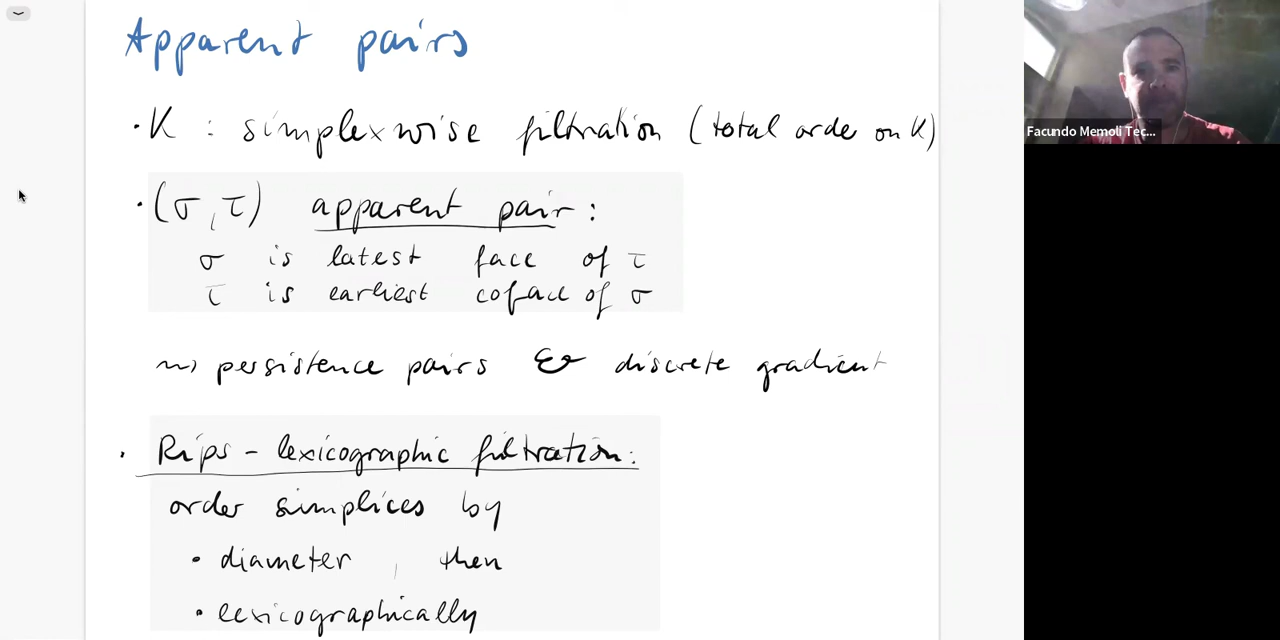 Apparent pairs
· K : simplexwise filtration (total order on K)
· (σ, τ) apparent pair:
σ is latest face of τ
τ is earliest coface of σ
⇝ persistence pairs & discrete gradient
· Rips - lexicographic filtration:
order simplices by
• diameter, then
• lexicographically
Facundo Memoli Tec...